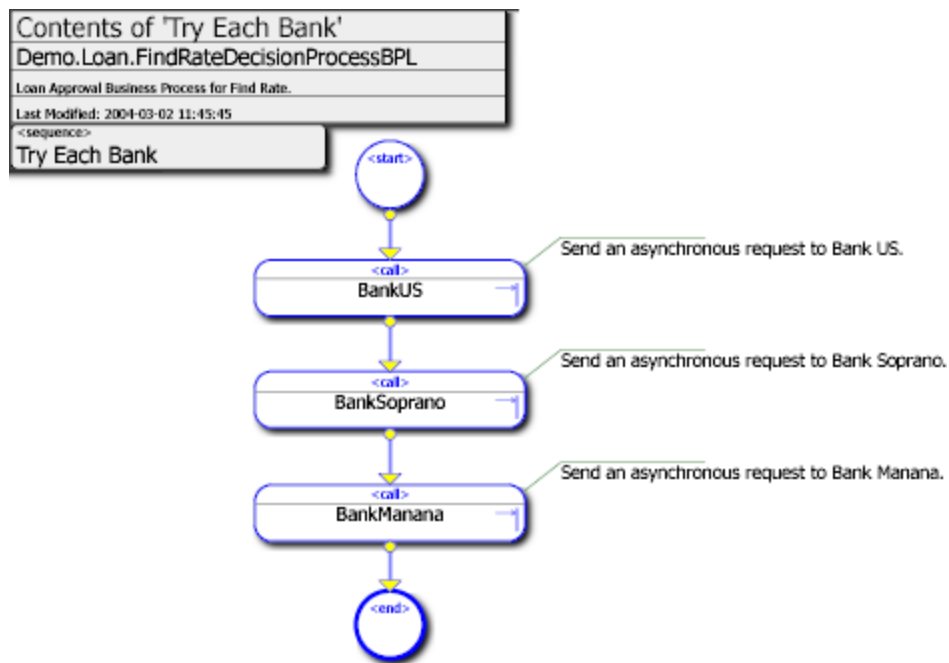 Contents of 'Try Each Bank'
Demo.Loan.FindRateDecisionProcessBPL
Loan Approval Business Process for Find Rate.
Last Modified: 2004-03-02 11:45:45
<sequence>
Try Each Bank
<start>
Send an asynchronous request to Bank US.
<call>
BankUS
Send an asynchronous request to Bank Soprano.
<call>
BankSoprano
Send an asynchronous request to Bank Manana.
<call>
BankManana
<end>